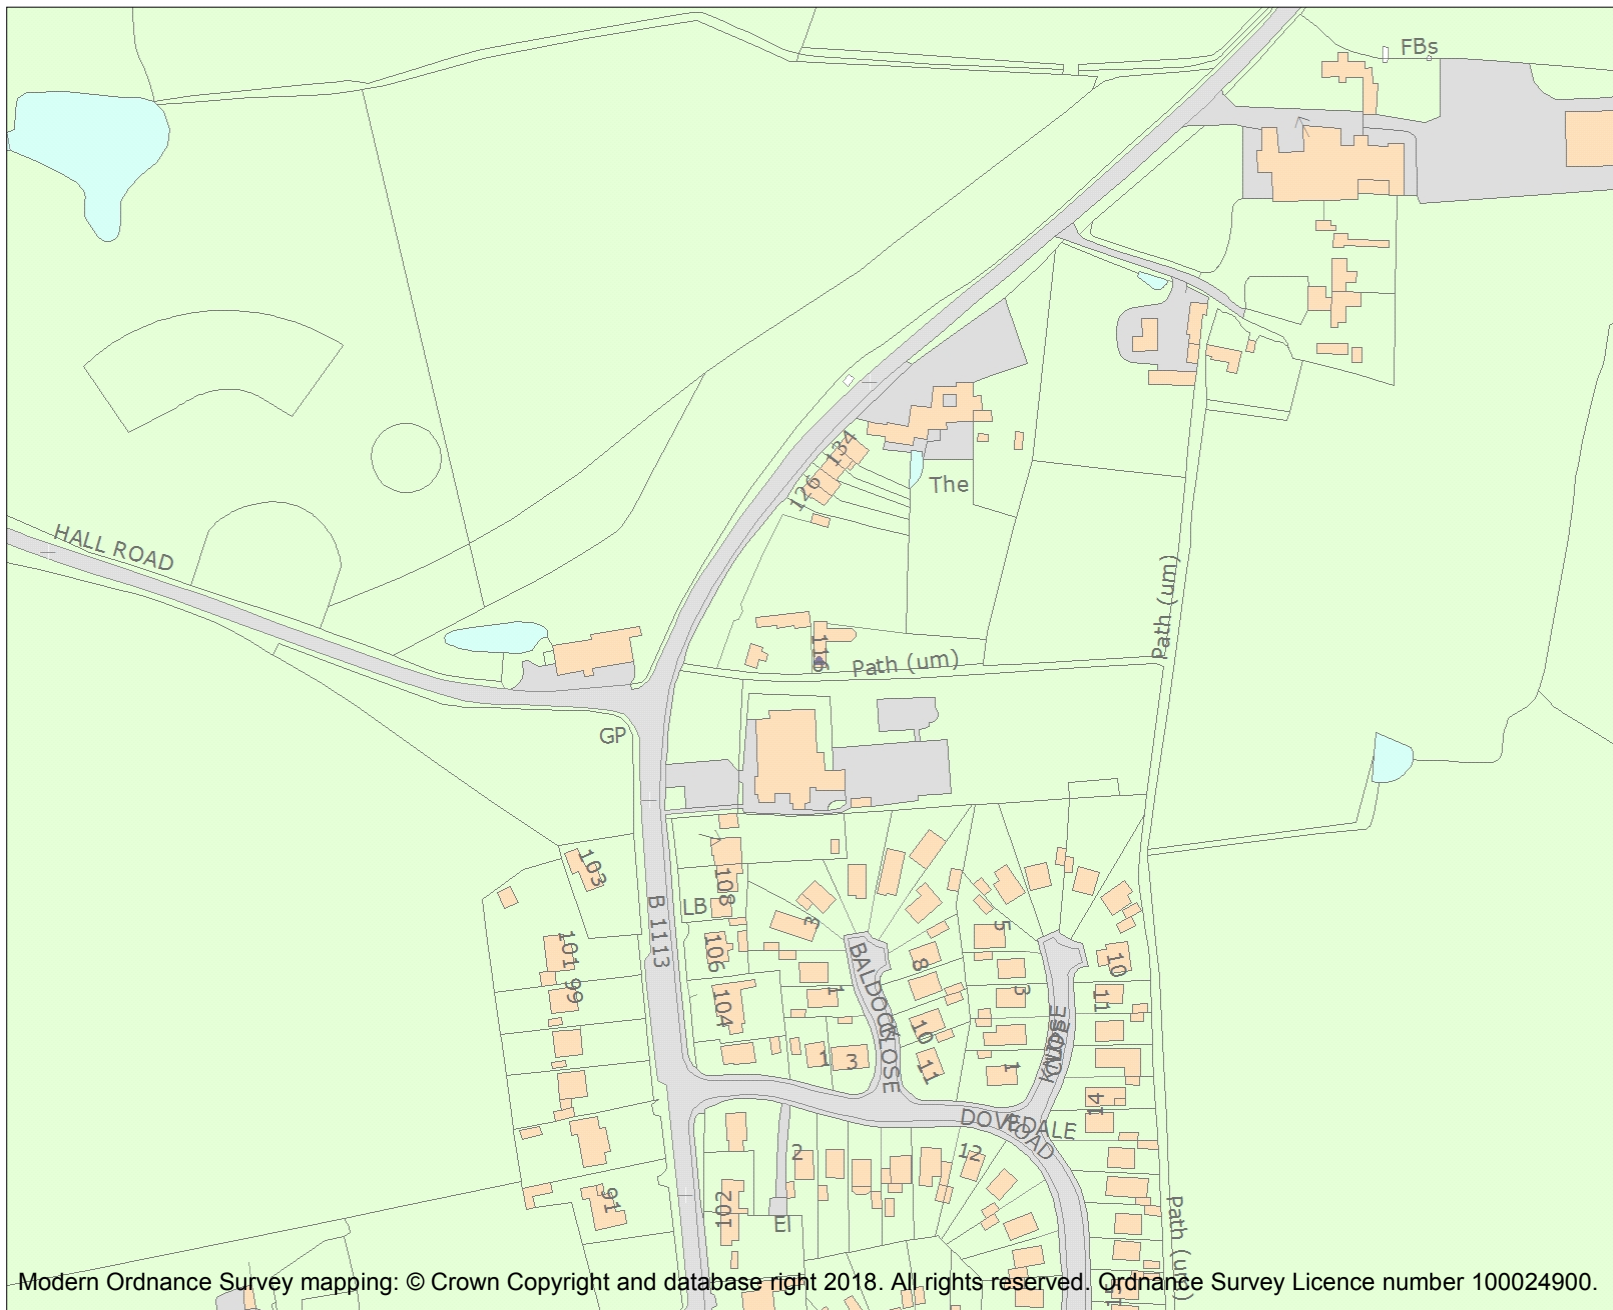 FBs
134
126
The
HALL ROAD
Path (um)
116
Path (um)
GP
103
108
LB
B 1113
3
5
101
106
8
10
99
1
3
11
104
BALDOCK
CLOSE
10
KNOPE
CLOSE
1
3
11
1
14
DOVEDALE
ROAD
2
12
91
102
El
Path (um)
Modern Ordnance Survey mapping: © Crown Copyright and database right 2018. All rights reserved. Ordnance Survey Licence number 100024900.